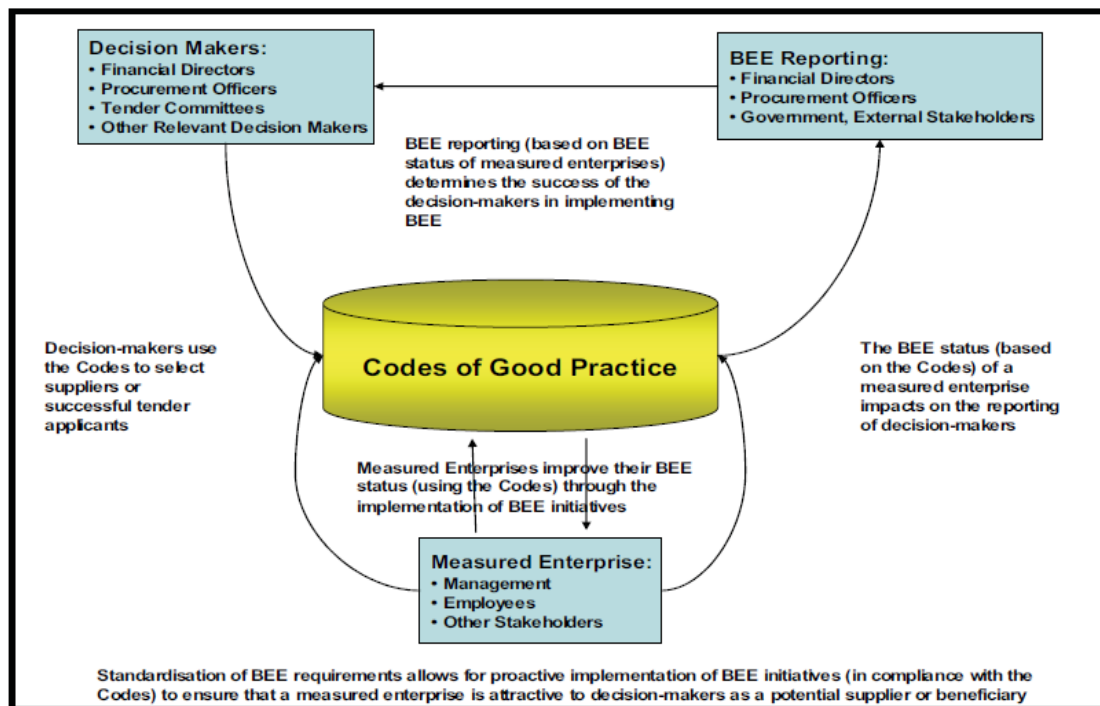 Decision Makers:
• Financial Directors
• Procurement Officers
• Tender Committees
• Other Relevant Decision Makers
BEE Reporting:
• Financial Directors
• Procurement Officers
• Government, External Stakeholders
BEE reporting (based on BEE
status of measured enterprises)
determines the success of the
decision-makers in implementing
BEE
Codes of Good Practice
Decision-makers use
the Codes to select
suppliers or
successful tender
applicants
The BEE status (based
on the Codes) of a
measured enterprise
impacts on the reporting
of decision-makers
Measured Enterprises improve their BEE
status (using the Codes) through the
implementation of BEE initiatives
Measured Enterprise:
• Management
• Employees
• Other Stakeholders
Standardisation of BEE requirements allows for proactive implementation of BEE initiatives (in compliance with the
Codes) to ensure that a measured enterprise is attractive to decision-makers as a potential supplier or beneficiary